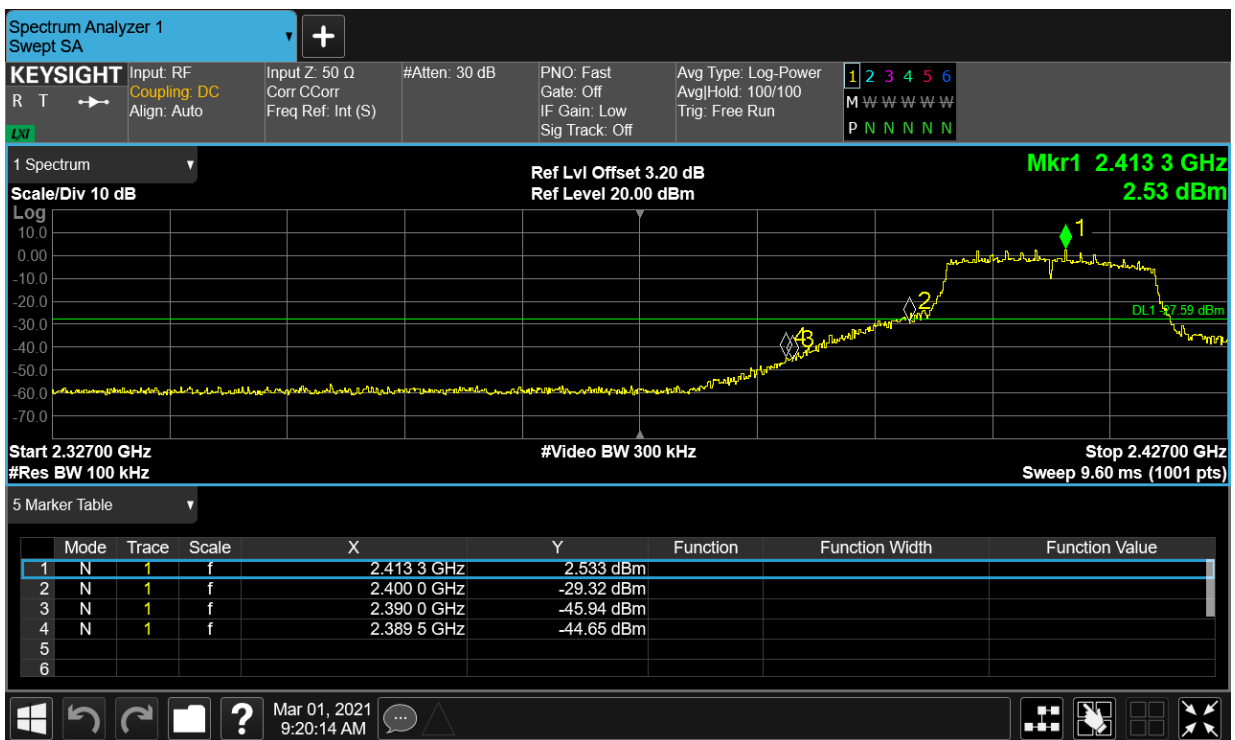 Spectrum Analyzer 1
Swept SA
+
KEYSIGHT Input: RF Input Z: 50 Ω #Atten: 30 dB PNO: Fast Avg Type: Log-Power 1 2 3 4 5 6
R T Coupling: DC Corr CCorr Gate: Off Avg|Hold: 100/100 M W W W W W
Align: Auto Freq Ref: Int (S) IF Gain: Low Trig: Free Run
LXI Sig Track: Off P N N N N N
1 Spectrum Ref Lvl Offset 3.20 dB Mkr1 2.413 3 GHz
Scale/Div 10 dB Ref Level 20.00 dBm 2.53 dBm
Log
10.0 1
0.00
-10.0
-20.0 2
DL1 -27.59 dBm
-30.0
-40.0 4 3
-50.0
-60.0
-70.0
Start 2.32700 GHz #Video BW 300 kHz Stop 2.42700 GHz
#Res BW 100 kHz Sweep 9.60 ms (1001 pts)
5 Marker Table
Mode Trace Scale X Y Function Function Width Function Value
1 N 1 f 2.413 3 GHz 2.533 dBm
2 N 1 f 2.400 0 GHz -29.32 dBm
3 N 1 f 2.390 0 GHz -45.94 dBm
4 N 1 f 2.389 5 GHz -44.65 dBm
5
6
? Mar 01, 2021
9:20:14 AM